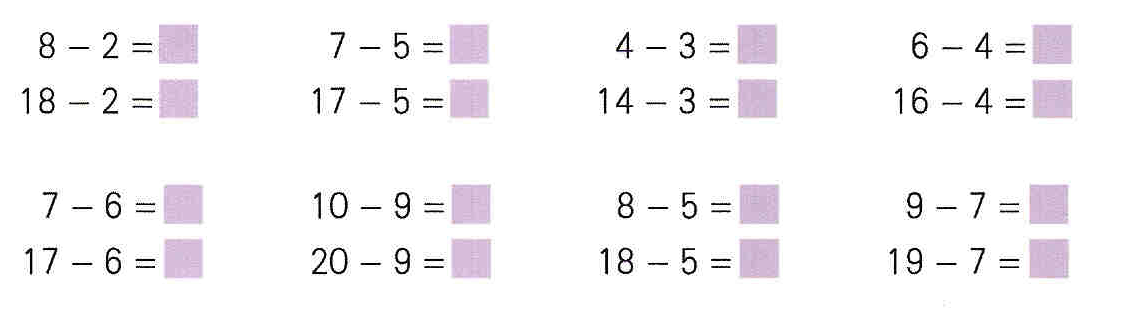 8 − 2 = 7 − 5 = 4 − 3 = 6 − 4 =
18 − 2 = 17 − 5 = 14 − 3 = 16 − 4 =
7 − 6 = 10 − 9 = 8 − 5 = 9 − 7 =
17 − 6 = 20 − 9 = 18 − 5 = 19 − 7 =